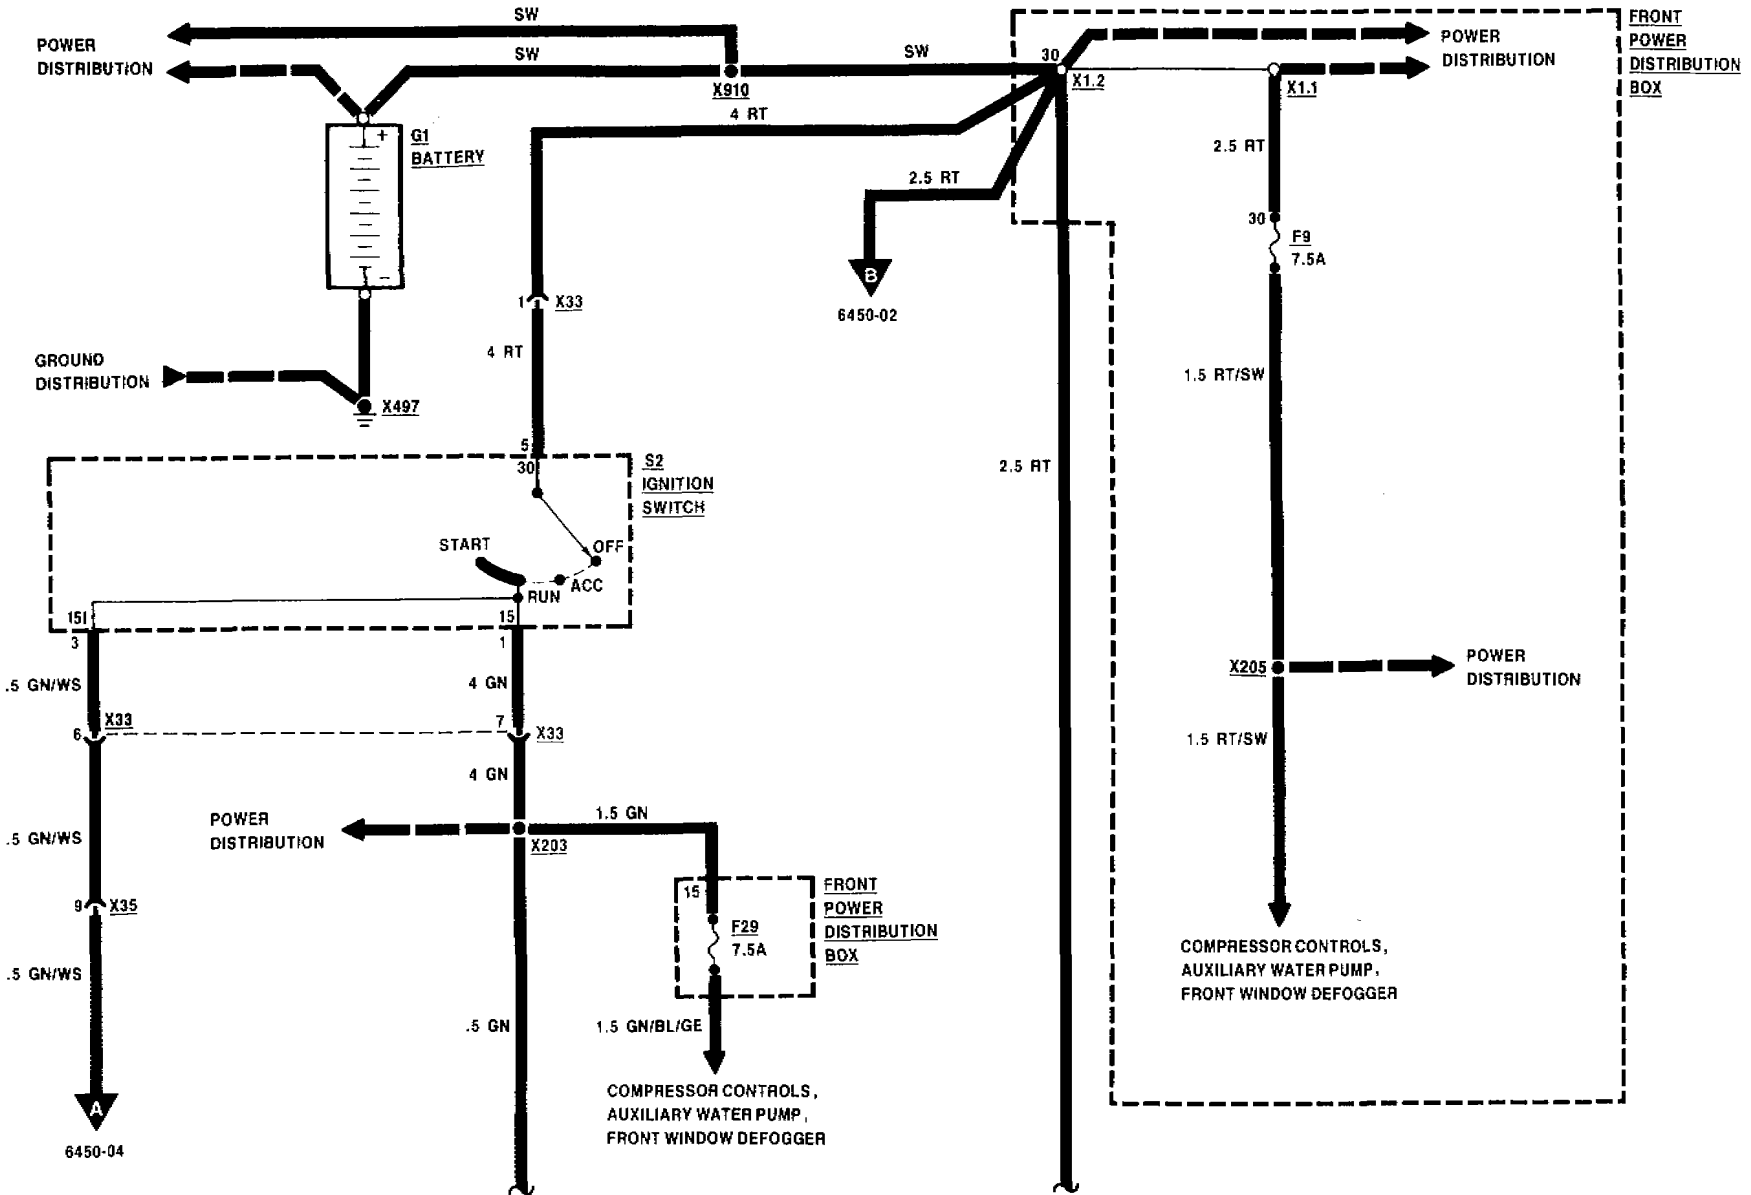 SW
POWER
DISTRIBUTION
SW
X910
SW
30
X1.2
POWER
DISTRIBUTION
X1.1
FRONT
POWER
DISTRIBUTION
BOX
+
G1
BATTERY
-
4 RT
2.5 RT
B
6450-02
2.5 RT
30
F9
7.5A
1 X33
4 RT
GROUND
DISTRIBUTION
X497
1.5 RT/SW
5
30
S2
IGNITION
SWITCH
START
OFF
ACC
RUN
15I
3
15
1
2.5 RT
.5 GN/WS
4 GN
X33
6
7
X33
4 GN
X205
POWER
DISTRIBUTION
1.5 RT/SW
POWER
DISTRIBUTION
X203
1.5 GN
.5 GN/WS
9 X35
.5 GN/WS
15
F29
7.5A
FRONT
POWER
DISTRIBUTION
BOX
.5 GN
1.5 GN/BL/GE
COMPRESSOR CONTROLS,
AUXILIARY WATER PUMP,
FRONT WINDOW DEFOGGER
COMPRESSOR CONTROLS,
AUXILIARY WATER PUMP,
FRONT WINDOW DEFOGGER
A
6450-04